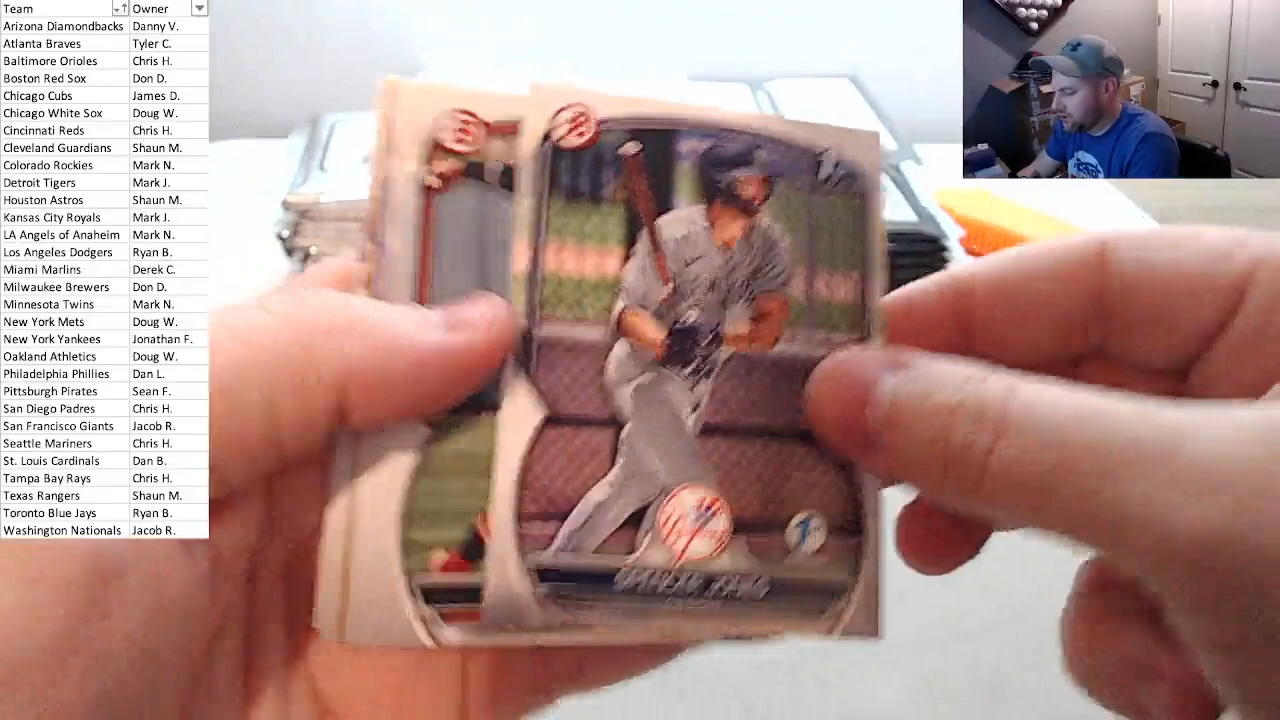 Team Owner
Arizona Diamondbacks Danny V.
Atlanta Braves Tyler C.
Baltimore Orioles Chris H.
Boston Red Sox Don D.
Chicago Cubs James D.
Chicago White Sox Doug W.
Cincinnati Reds Chris H.
Cleveland Guardians Shaun M.
Colorado Rockies Mark N.
Detroit Tigers Mark J.
Houston Astros Shaun M.
Kansas City Royals Mark J.
LA Angels of Anaheim Mark N.
Los Angeles Dodgers Ryan B.
Miami Marlins Derek C.
Milwaukee Brewers Don D.
Minnesota Twins Mark N.
New York Mets Doug W.
New York Yankees Jonathan F.
Oakland Athletics Doug W.
Philadelphia Phillies Dan L.
Pittsburgh Pirates Sean F.
San Diego Padres Chris H.
San Francisco Giants Jacob R.
Seattle Mariners Chris H.
St. Louis Cardinals Dan B.
Tampa Bay Rays Chris H.
Texas Rangers Shaun M.
Toronto Blue Jays Ryan B.
Washington Nationals Jacob R.